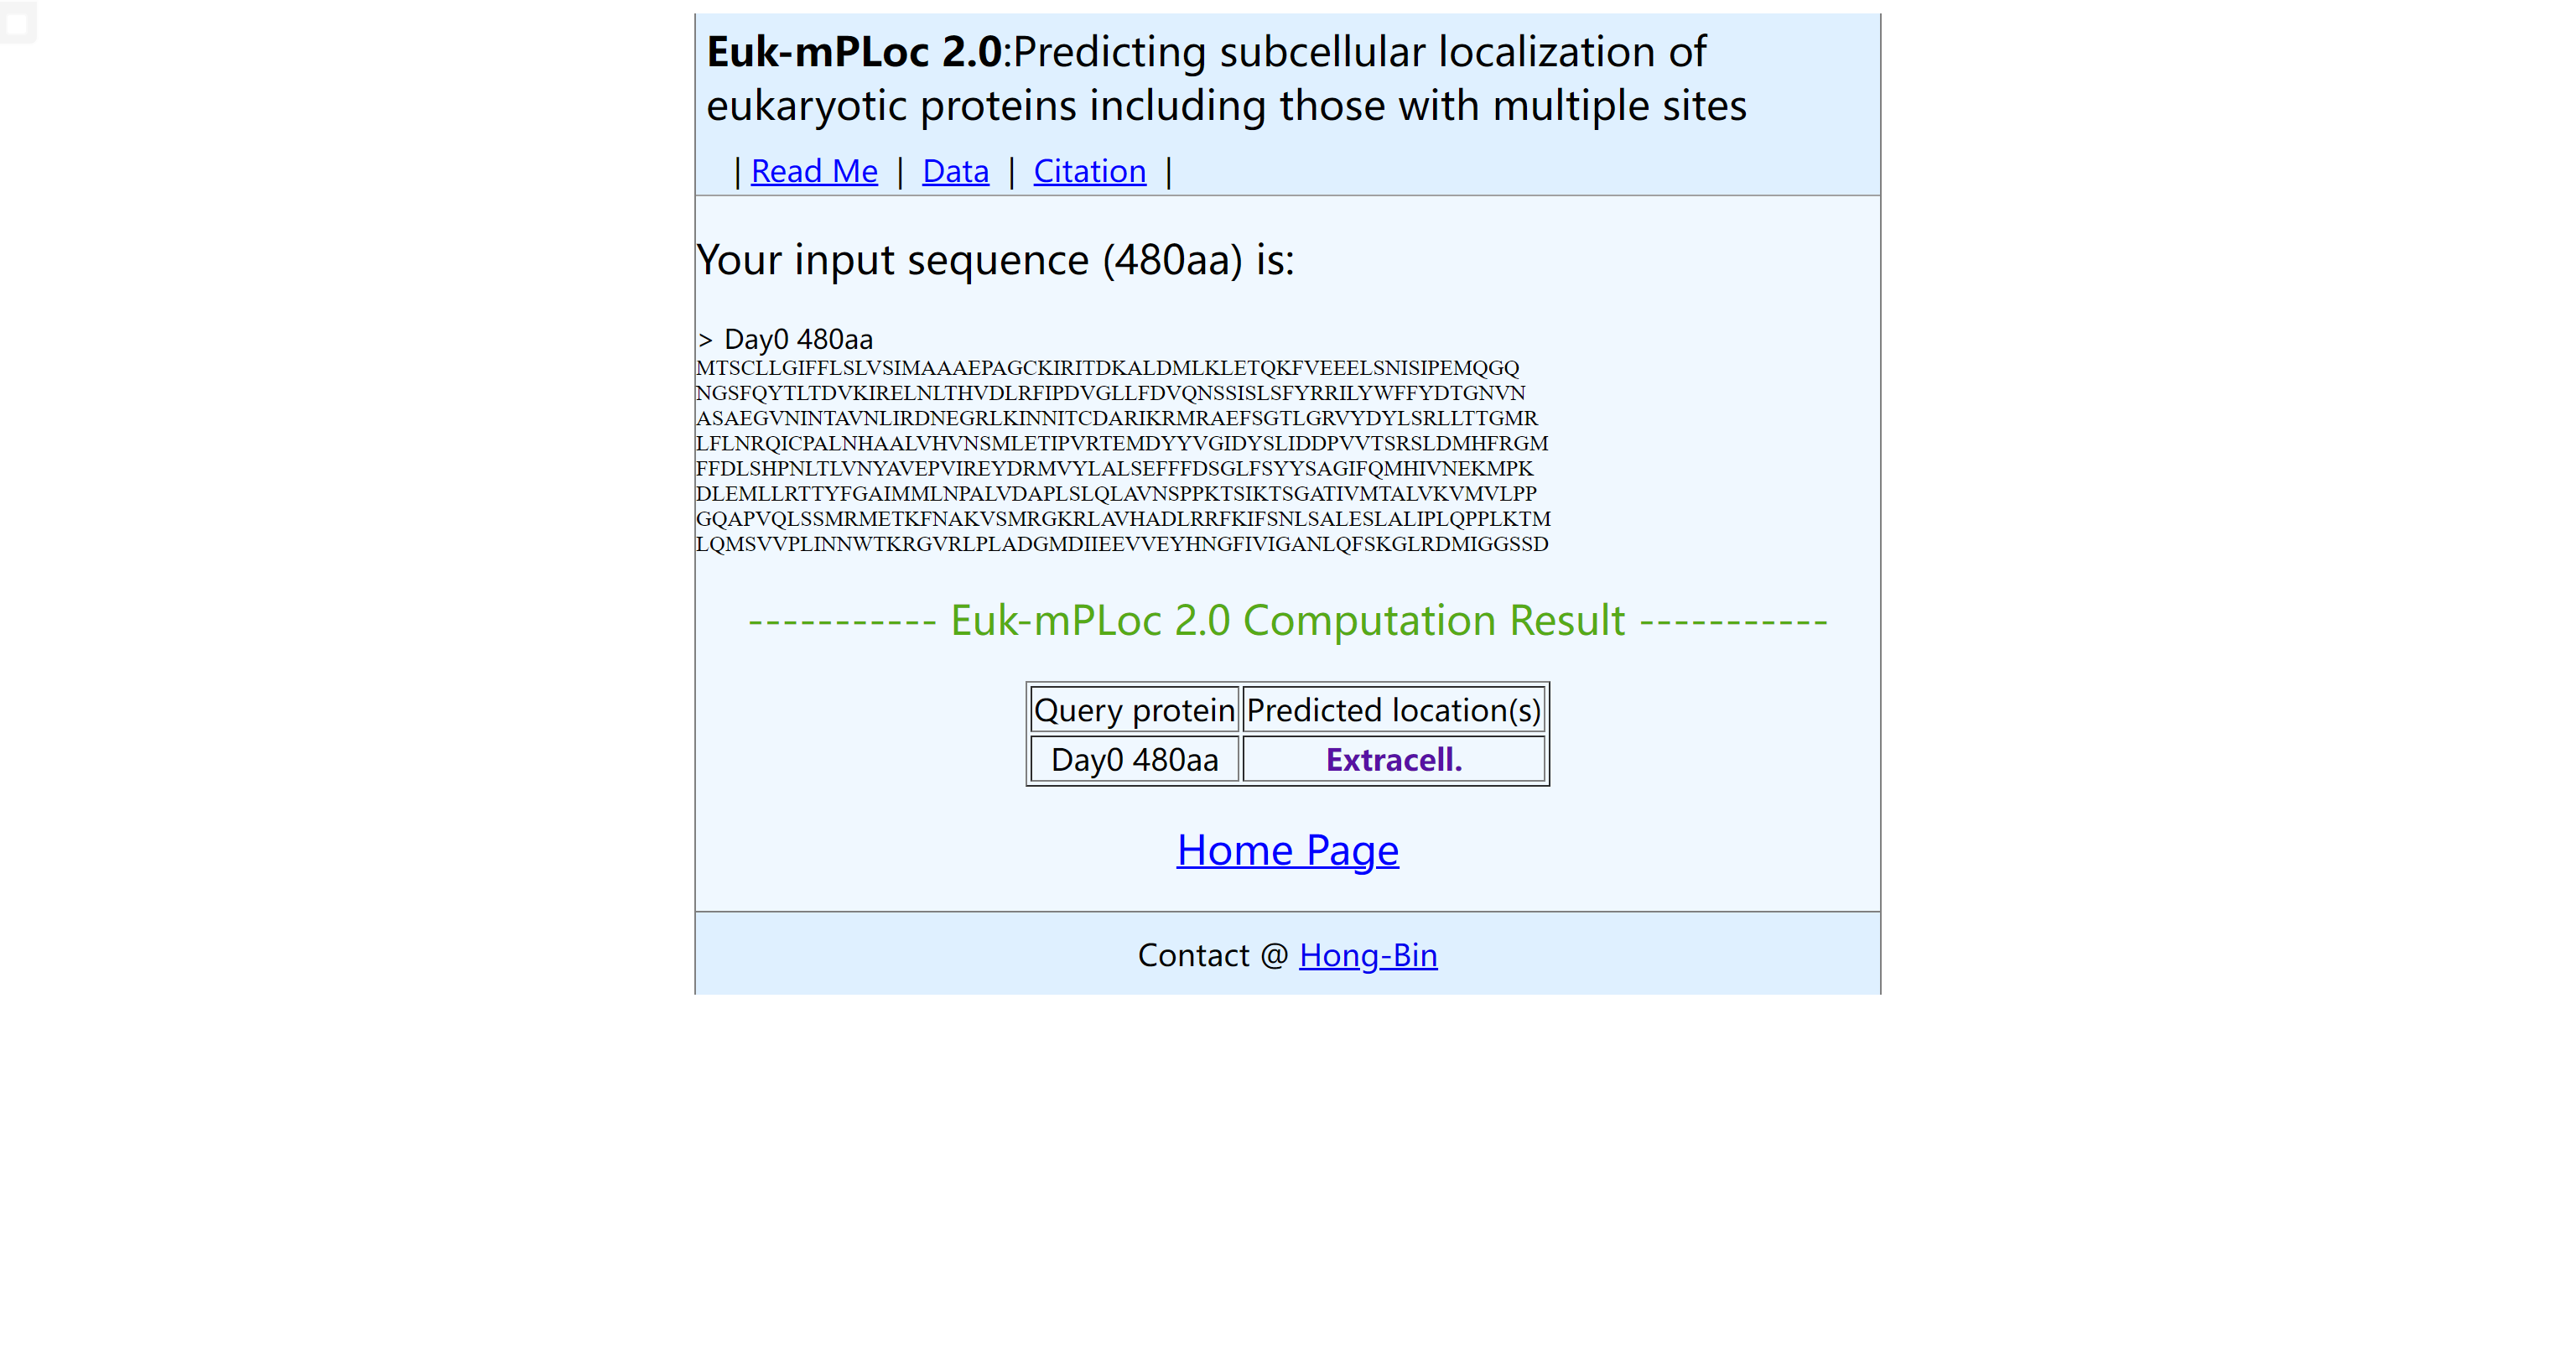 Euk-mPLoc 2.0:Predicting subcellular localization of
eukaryotic proteins including those with multiple sites
| Read Me | Data | Citation |
Your input sequence (480aa) is:
> Day0 480aa
MTSCLLGIFFLSLVSIMAAAEPAGCKIRITDKALDMLKLETQKFVEEELSNISIPEMQGQ
NGSFQYTLTDVKIRELNLTHVDLRFIPDVGLLFDVQNSSISLSFYRRILYWFFYDTGNVN
ASAEGVNINTAVNLIRDNEGRLKINNITCDARIKRMRAEFSGTLGRVYDYLSRLLTTGMR
LFLNRQICPALNHAALVHVNSMLETIPVRTEMDYYVGIDYSLIDDPVVTSRSLDMHFRGM
FFDLSHPNLTLVNYAVEPVIREYDRMVYLALSEFFFDSGLFSYYSAGIFQMHIVNEKMPK
DLEMLLRTTYFGAIMMLNPALVDAPLSLQLAVNSPPKTSIKTSGATIVMTALVKVMVLPP
GQAPVQLSSMRMETKFNAKVSMRGKRLAVHADLRRFKIFSNLSALESLALIPLQPPLKTM
LQMSVVPLINNWTKRGVRLPLADGMDIIEEVVEYHNGFIVIGANLQFSKGLRDMIGGSSD
----------- Euk-mPLoc 2.0 Computation Result -----------
Query protein Predicted location(s)
Day0 480aa Extracell.
Home Page
Contact @ Hong-Bin